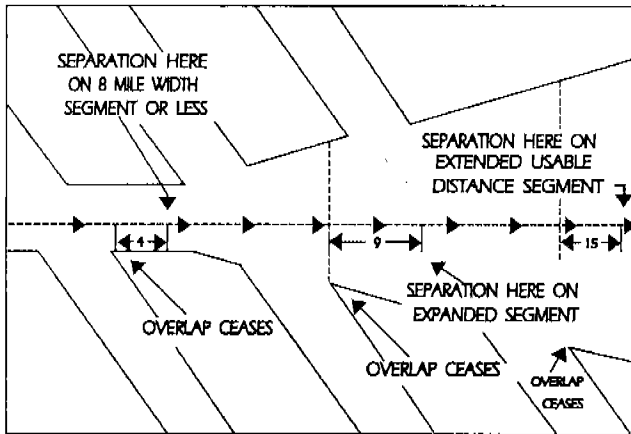 SEPARATION HERE
ON 8 MILE WIDTH
SEGMENT OR LESS
SEPARATION HERE ON
EXTENDED USABLE
DISTANCE SEGMENT
4
9
15
OVERLAP CEASES
SEPARATION HERE ON
EXPANDED SEGMENT
OVERLAP CEASES
OVERLAP
CEASES